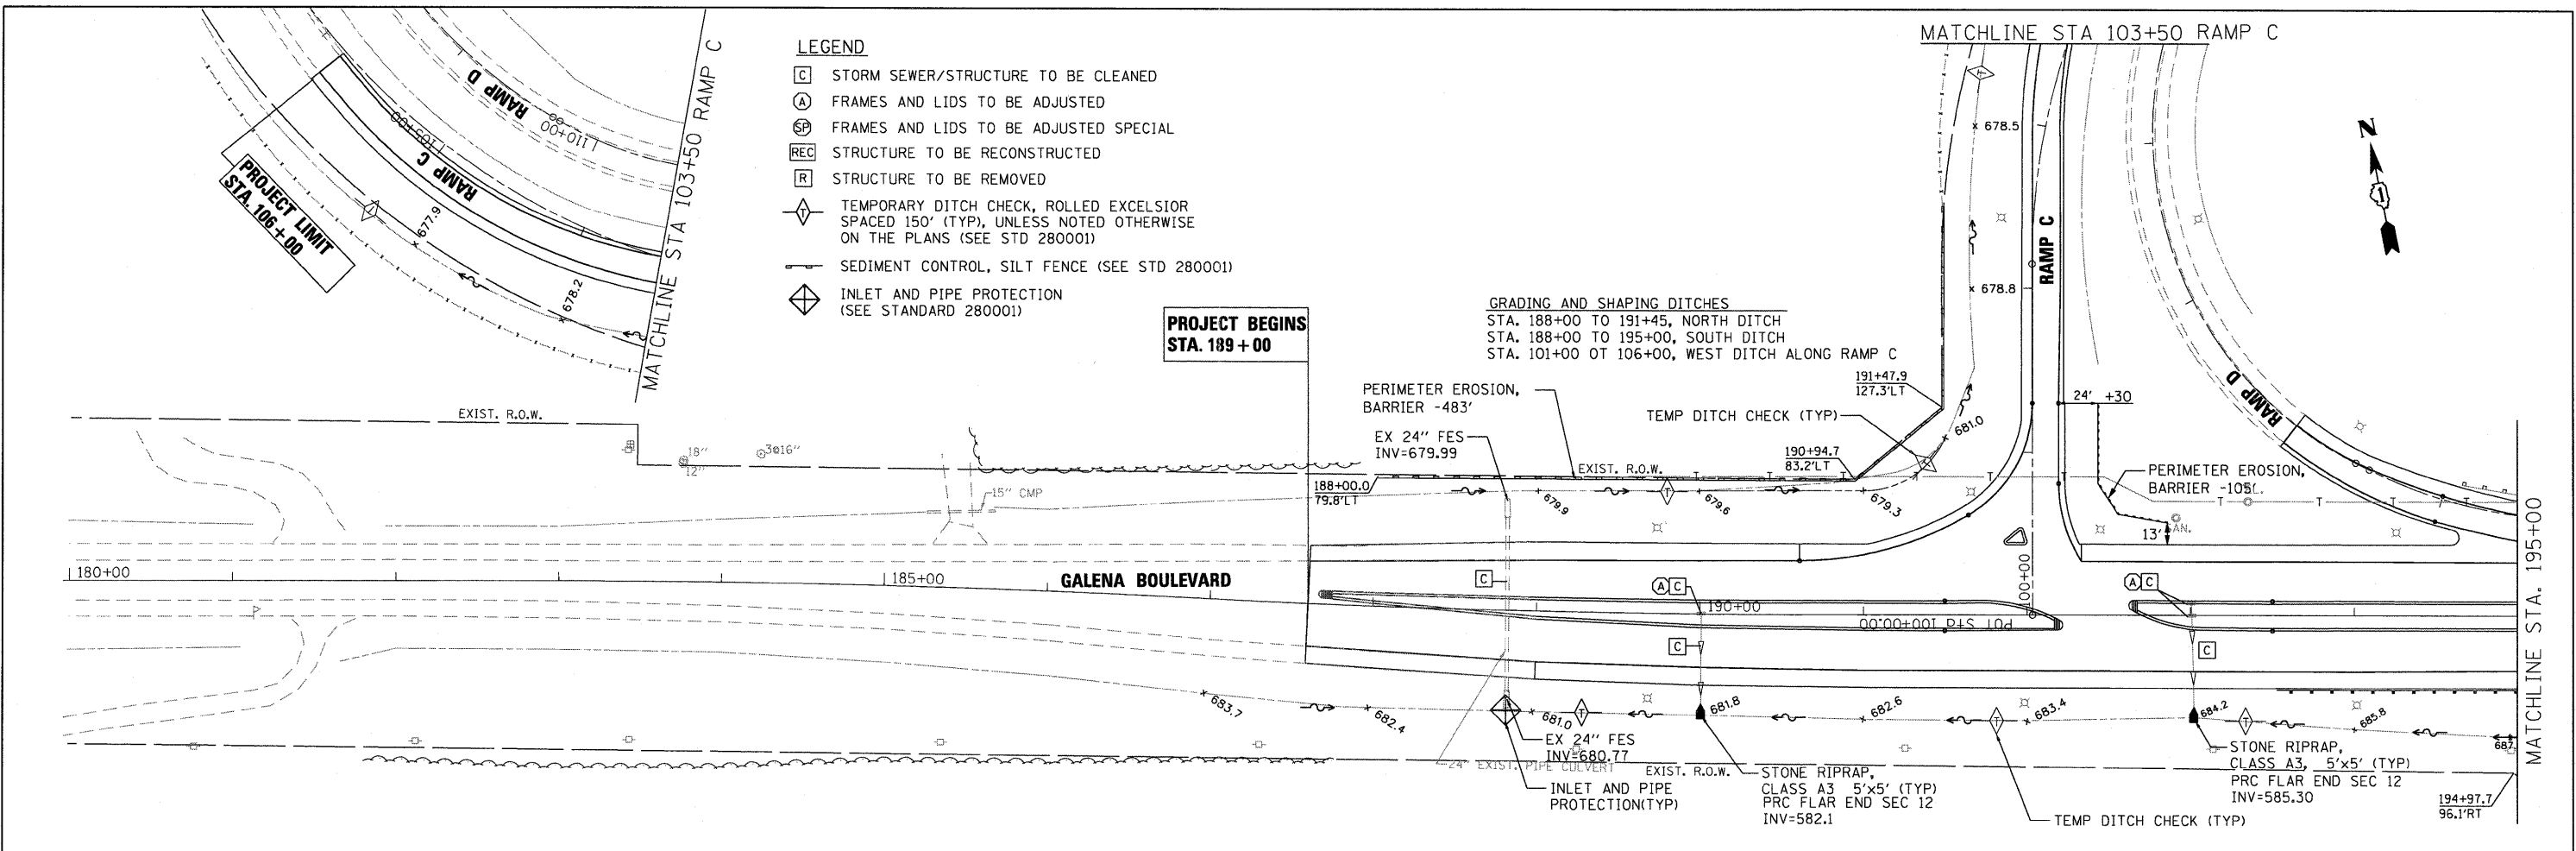 MATCHLINE STA 103+50 RAMP C
RAMP D
110+00
105+00
RAMP C
PROJECT LIMIT
STA. 106+00
677.9
678.2
MATCHLINE STA 103+50 RAMP C
LEGEND
C STORM SEWER/STRUCTURE TO BE CLEANED
A FRAMES AND LIDS TO BE ADJUSTED
SP FRAMES AND LIDS TO BE ADJUSTED SPECIAL
REC STRUCTURE TO BE RECONSTRUCTED
R STRUCTURE TO BE REMOVED
T TEMPORARY DITCH CHECK, ROLLED EXCELSIOR
SPACED 150' (TYP), UNLESS NOTED OTHERWISE
ON THE PLANS (SEE STD 280001)
SEDIMENT CONTROL, SILT FENCE (SEE STD 280001)
INLET AND PIPE PROTECTION
(SEE STANDARD 280001)
PROJECT BEGINS
STA. 189+00
GRADING AND SHAPING DITCHES
STA. 188+00 TO 191+45, NORTH DITCH
STA. 188+00 TO 195+00, SOUTH DITCH
STA. 101+00 OT 106+00, WEST DITCH ALONG RAMP C
T
678.5
678.8
RAMP C
N
1
RAMP D
24' +30
191+47.9
127.3'LT
PERIMETER EROSION,
BARRIER -483'
TEMP DITCH CHECK (TYP)
EX 24" FES
INV=679.99
190+94.7
83.2'LT
681.0
PERIMETER EROSION,
BARRIER -105'
13'
EXIST. R.O.W.
18"
12"
3@16"
15" CMP
EXIST. R.O.W.
188+00.0
79.8'LT
679.9
T
679.6
679.3
T
T
T
T
180+00
185+00
GALENA BOULEVARD
C
A C
190+00
POT Sta 100+00.00
100+00
A C
C
C
MATCHLINE STA. 195+00
683.7
682.4
681.0
T
681.8
682.6
T
683.4
684.2
T
685.8
687.
EX 24" FES
INV=680.77
24" EXIST. PIPE CULVERT
EXIST. R.O.W.
INLET AND PIPE
PROTECTION(TYP)
STONE RIPRAP,
CLASS A3 5'x5' (TYP)
PRC FLAR END SEC 12
INV=582.1
STONE RIPRAP,
CLASS A3, 5'x5' (TYP)
PRC FLAR END SEC 12
INV=585.30
TEMP DITCH CHECK (TYP)
194+97.7
96.1'RT